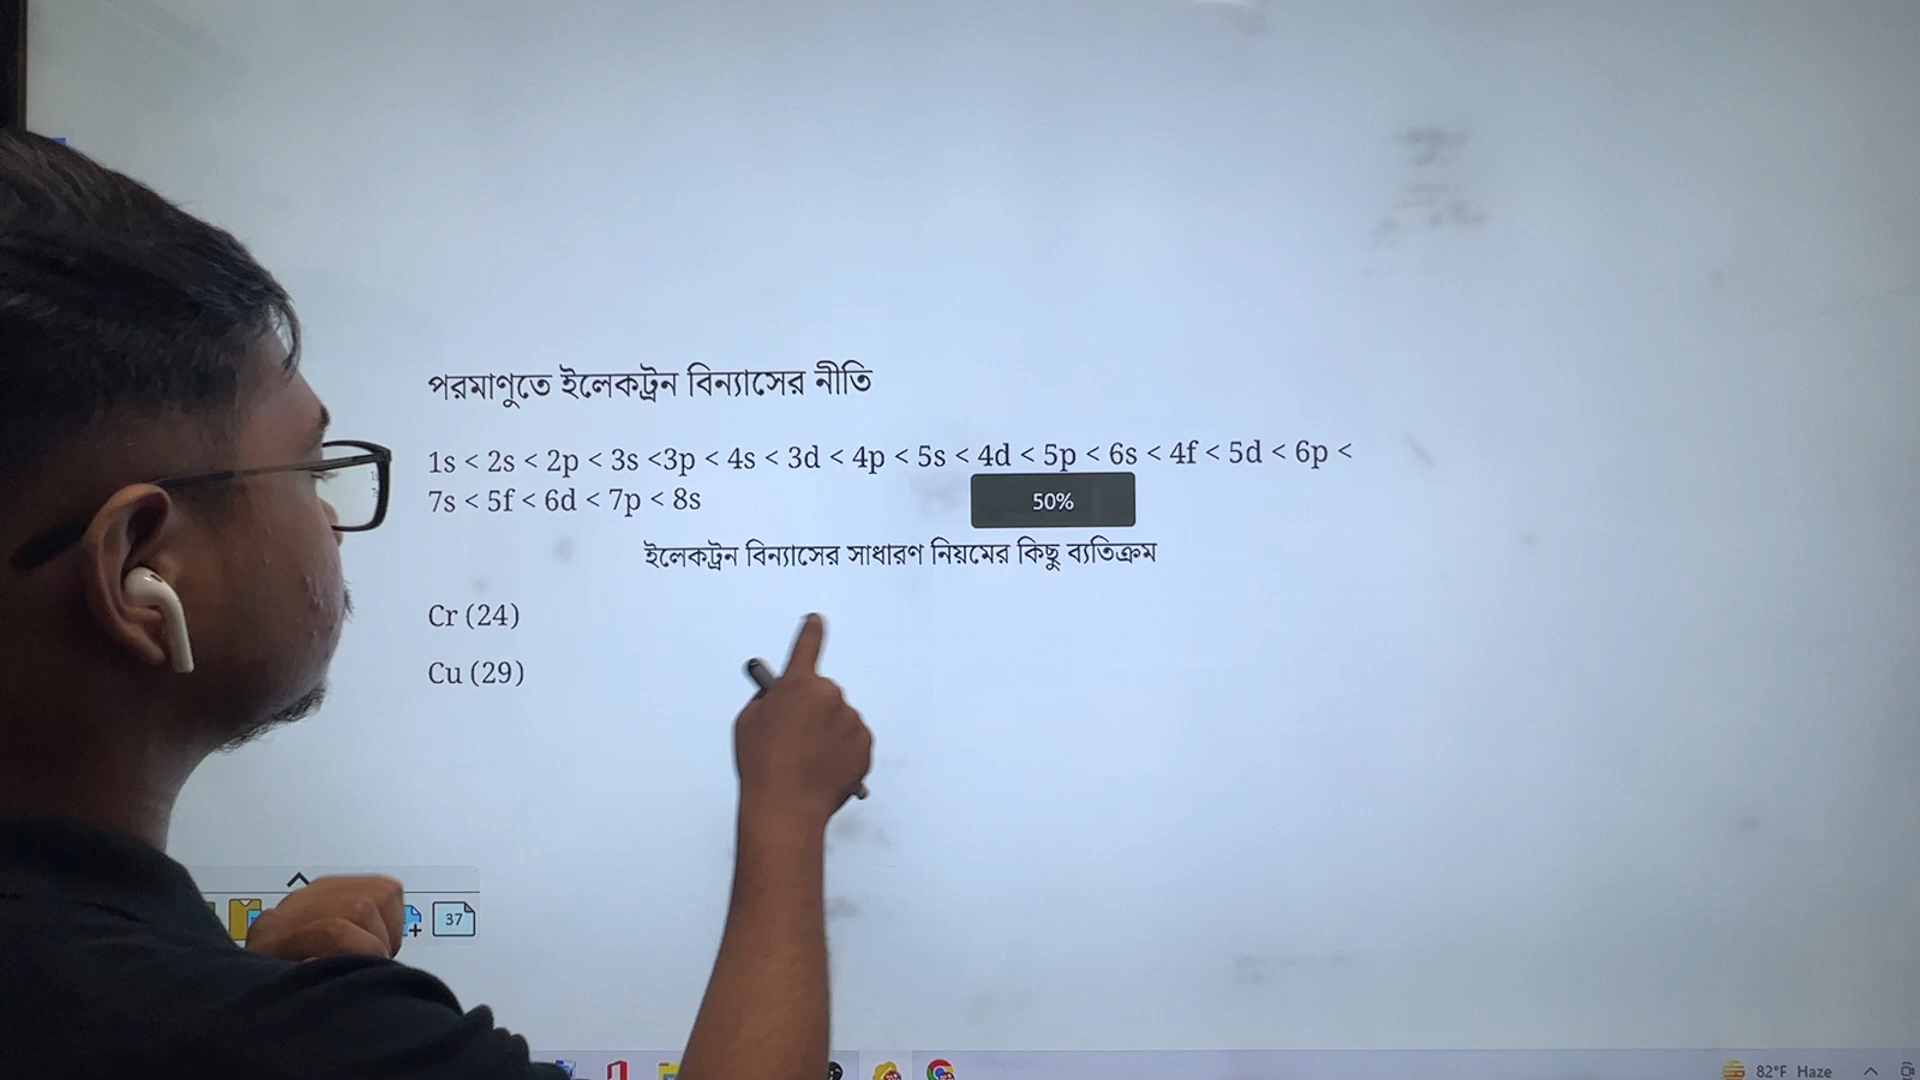 পরমাণুতে ইলেকট্রন বিন্যাসের নীতি
1s < 2s < 2p < 3s <3p < 4s < 3d < 4p < 5s < 4d < 5p < 6s < 4f < 5d < 6p <
7s < 5f < 6d < 7p < 8s
50%
ইলেকট্রন বিন্যাসের সাধারণ নিয়মের কিছু ব্যতিক্রম
Cr (24)
Cu (29)
37
82°F Haze